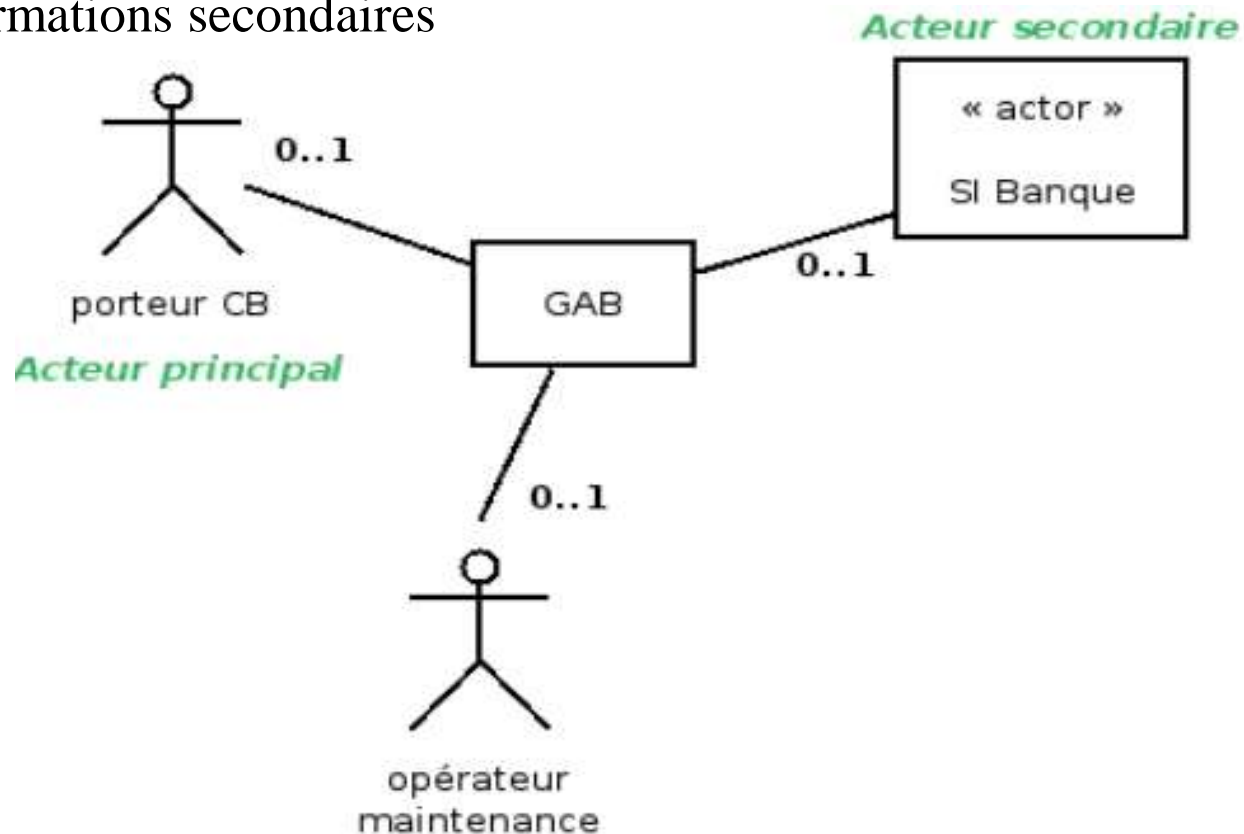 rmations secondaires
Acteur secondaire
« actor »
SI Banque
0..1
0..1
GAB
porteur CB
Acteur principal
0..1
opérateur
maintenance